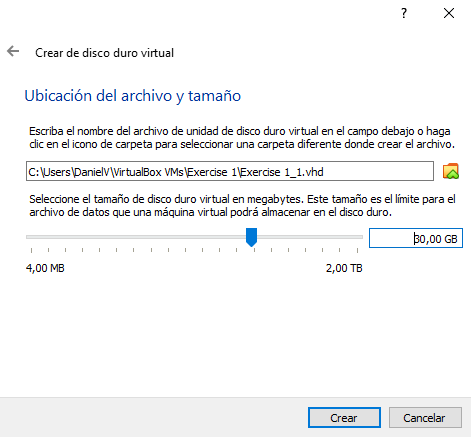 ?
Crear de disco duro virtual
Ubicación del archivo y tamaño
Escriba el nombre del archivo de unidad de disco duro virtual en el campo debajo o haga
clic en el icono de carpeta para seleccionar una carpeta diferente donde crear el archivo.
C:\Users\DanielV\VirtualBox VMs\Exercise 1\Exercise 1_1.vhd
Seleccione el tamaño de disco duro virtual en megabytes. Este tamaño es el límite para el
archivo de datos que una máquina virtual podrá almacenar en el disco duro.
30,00 GB
4,00 MB 2,00 TB
Crear Cancelar